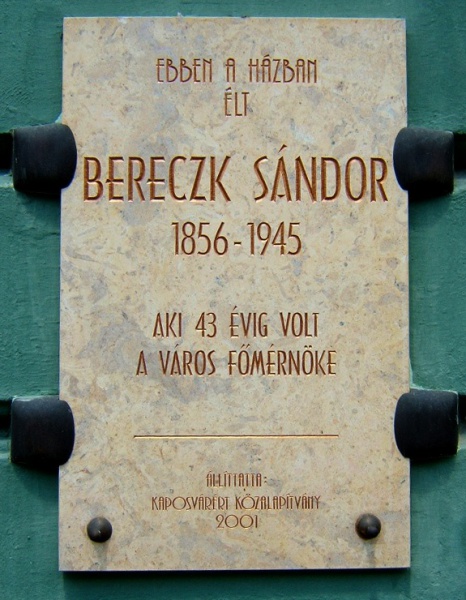 EBBEN A HÁZBAN
ÉLT
BERECZK SÁNDOR
1856-1945
AKI 43 ÉVIG VOLT
A VÁROS FŐMÉRNÖKE
ÁLLÍTTATTA:
KAPOSVÁRÉRT KÖZALAPÍTVÁNY
2001